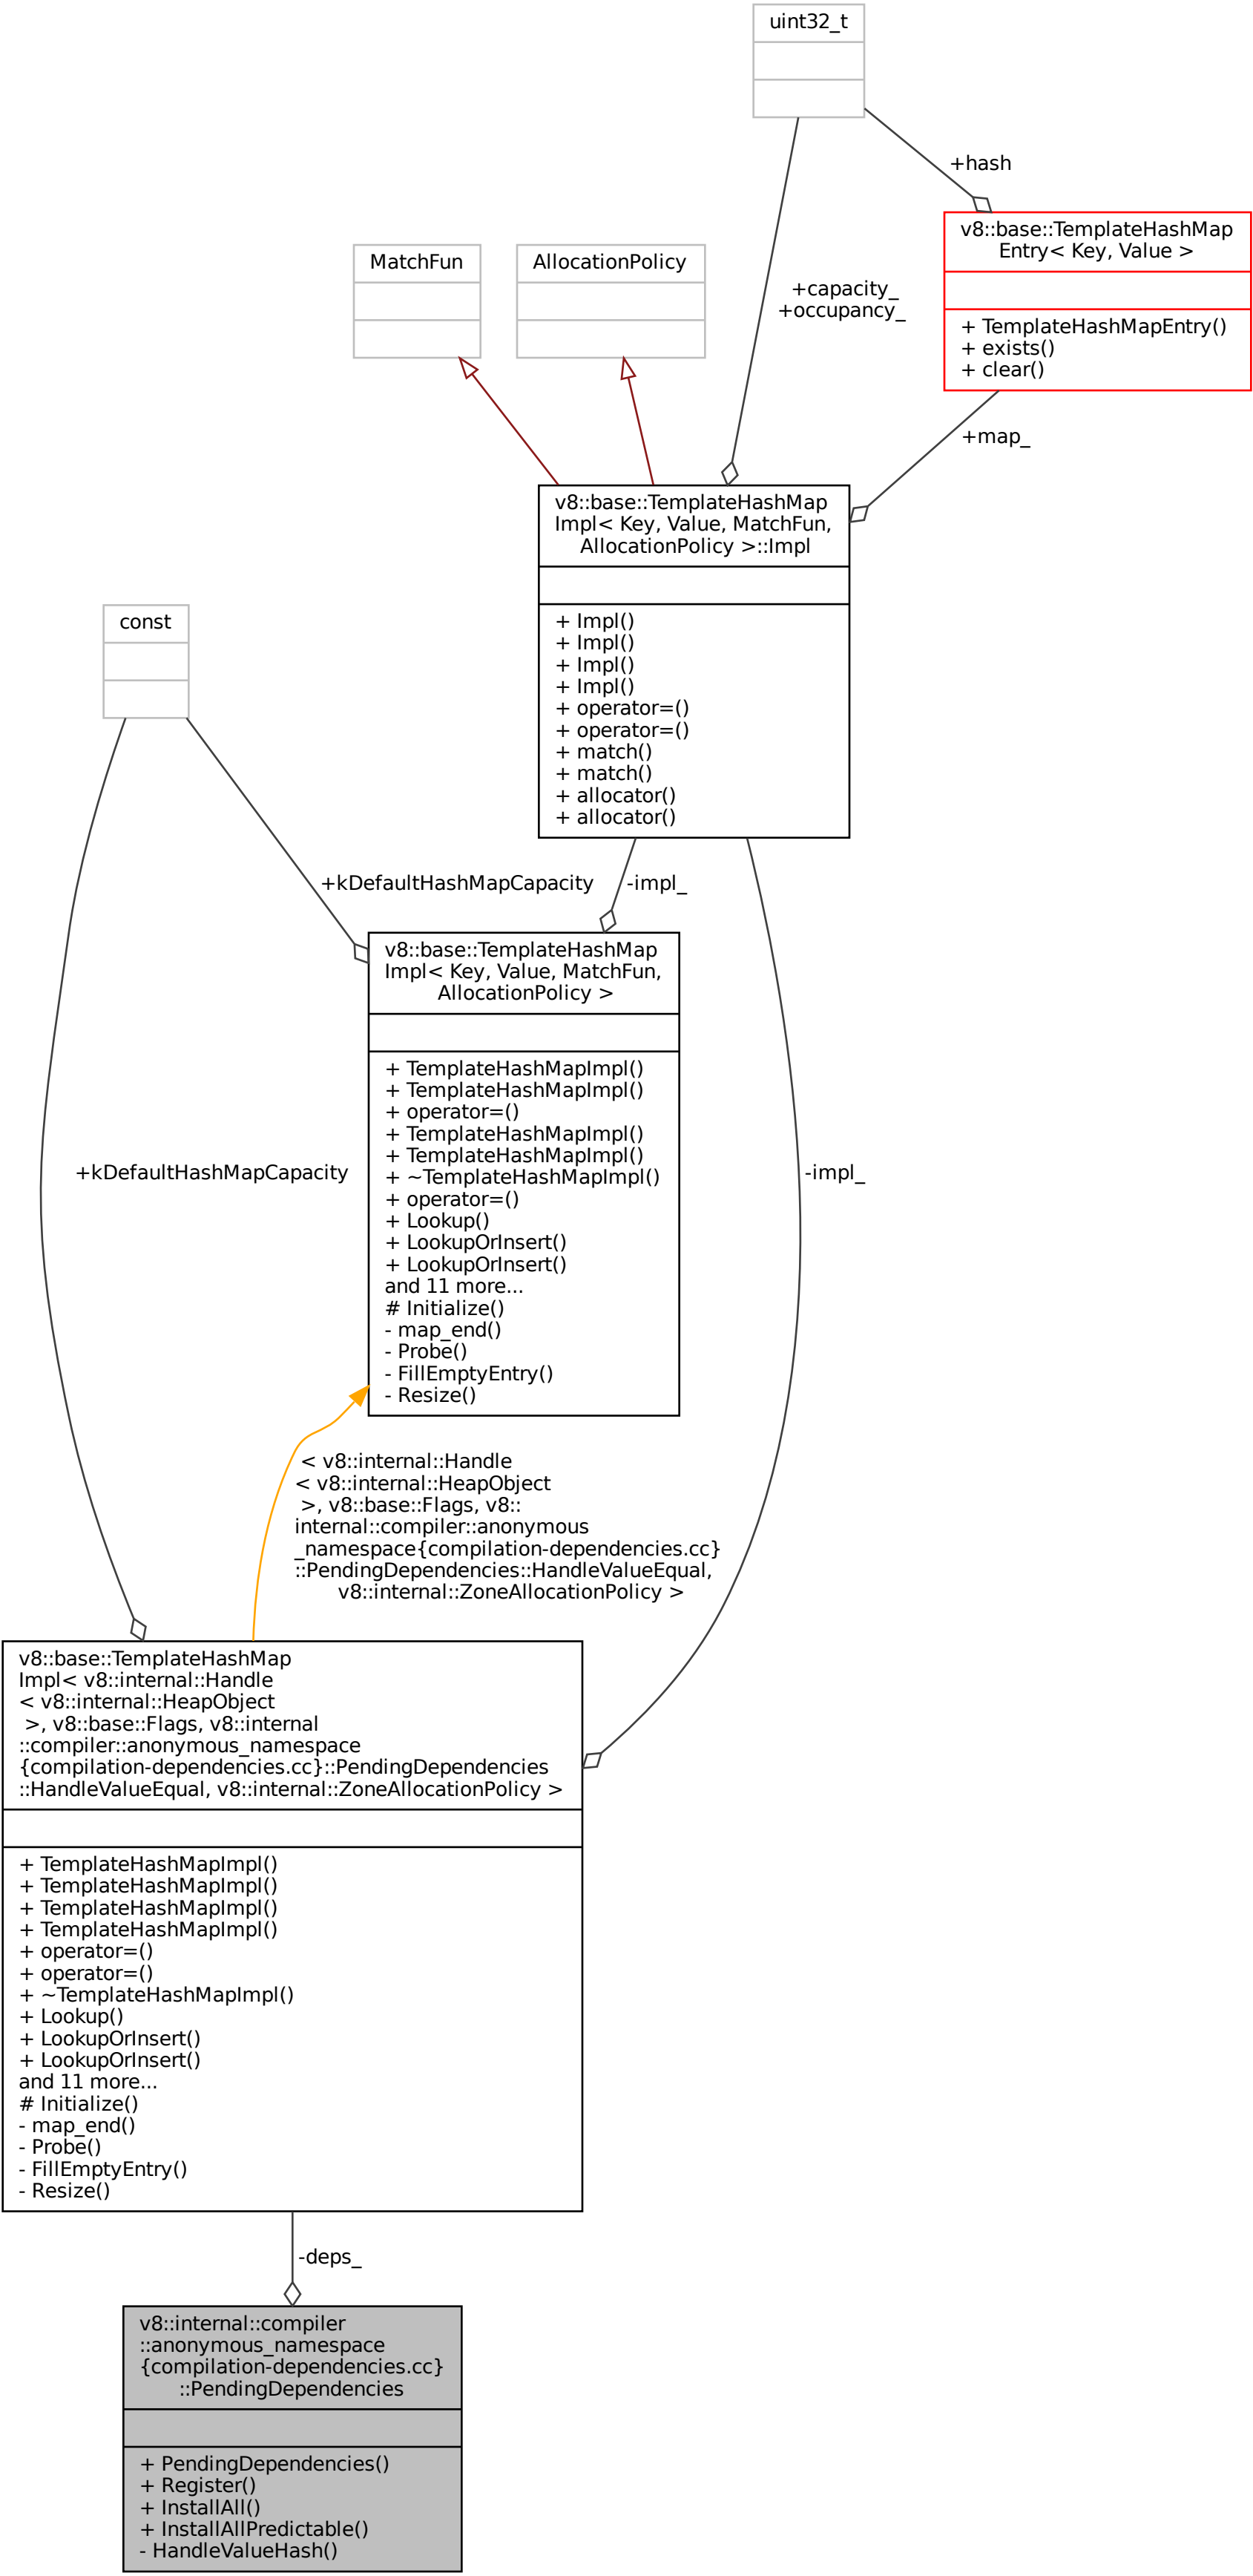 uint32_t
+hash
v8::base::TemplateHashMap
Entry< Key, Value >
+ TemplateHashMapEntry()
+ exists()
+ clear()
MatchFun
AllocationPolicy
+capacity_
+occupancy_
+map_
v8::base::TemplateHashMap
Impl< Key, Value, MatchFun,
AllocationPolicy >::Impl
+ Impl()
+ Impl()
+ Impl()
+ Impl()
+ operator=()
+ operator=()
+ match()
+ match()
+ allocator()
+ allocator()
const
+kDefaultHashMapCapacity
-impl_
v8::base::TemplateHashMap
Impl< Key, Value, MatchFun,
AllocationPolicy >
+ TemplateHashMapImpl()
+ TemplateHashMapImpl()
+ operator=()
+ TemplateHashMapImpl()
+ TemplateHashMapImpl()
+ ~TemplateHashMapImpl()
+ operator=()
+ Lookup()
+ LookupOrInsert()
+ LookupOrInsert()
and 11 more...
# Initialize()
- map_end()
- Probe()
- FillEmptyEntry()
- Resize()
+kDefaultHashMapCapacity
-impl_
< v8::internal::Handle
< v8::internal::HeapObject
>, v8::base::Flags, v8::
internal::compiler::anonymous
_namespace{compilation-dependencies.cc}
::PendingDependencies::HandleValueEqual,
v8::internal::ZoneAllocationPolicy >
v8::base::TemplateHashMap
Impl< v8::internal::Handle
< v8::internal::HeapObject
>, v8::base::Flags, v8::internal
::compiler::anonymous_namespace
{compilation-dependencies.cc}::PendingDependencies
::HandleValueEqual, v8::internal::ZoneAllocationPolicy >
+ TemplateHashMapImpl()
+ TemplateHashMapImpl()
+ TemplateHashMapImpl()
+ TemplateHashMapImpl()
+ operator=()
+ operator=()
+ ~TemplateHashMapImpl()
+ Lookup()
+ LookupOrInsert()
+ LookupOrInsert()
and 11 more...
# Initialize()
- map_end()
- Probe()
- FillEmptyEntry()
- Resize()
-deps_
v8::internal::compiler
::anonymous_namespace
{compilation-dependencies.cc}
::PendingDependencies
+ PendingDependencies()
+ Register()
+ InstallAll()
+ InstallAllPredictable()
- HandleValueHash()